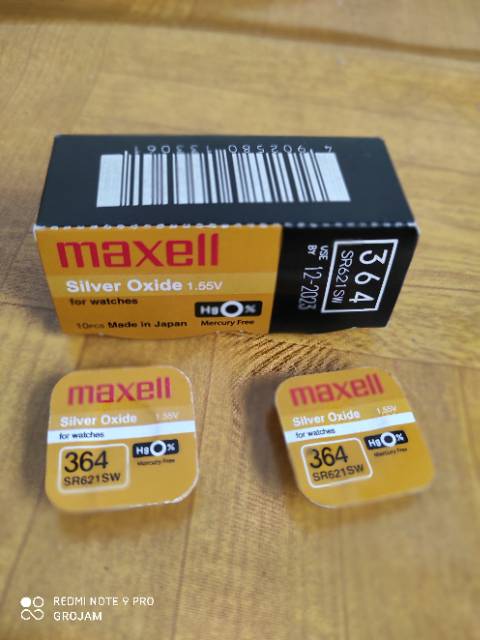 4 902580 133061
maxell
Silver Oxide 1.55V
for watches
Hg0%
Mercury Free
10PCS Made in Japan
USE BY 12-2023
364
SR621SW
maxell
Silver Oxide 1.55V
for watches
364
SR621SW
Hg0%
Mercury Free
maxell
Silver Oxide 1.55V
for watches
364
SR621SW
Hg0%
Mercury Free
REDMI NOTE 9 PRO
GROJAM